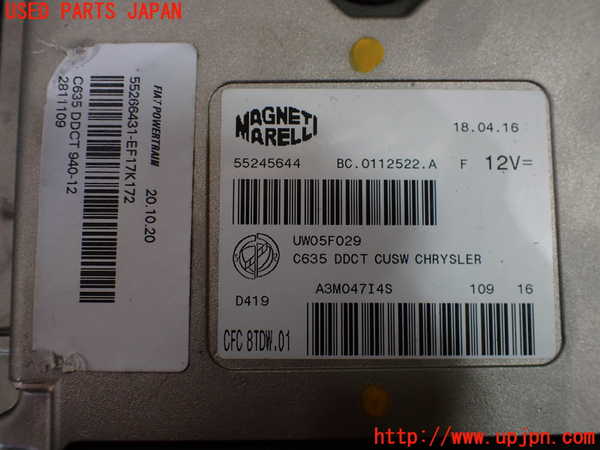 USED PARTS JAPAN
FIAT POWERTRAIN
20.10.20
55266431-EF17K172
C635 DDCT 940-12
2811109
MAGNETI
MARELLI
18.04.16
55245644 BC.0112522.A F 12V=
UW05F029
C635 DDCT CUSW CHRYSLER
D419 A3M047I4S 109 16
CFC 8TDW.01
http://www.upjpn.com